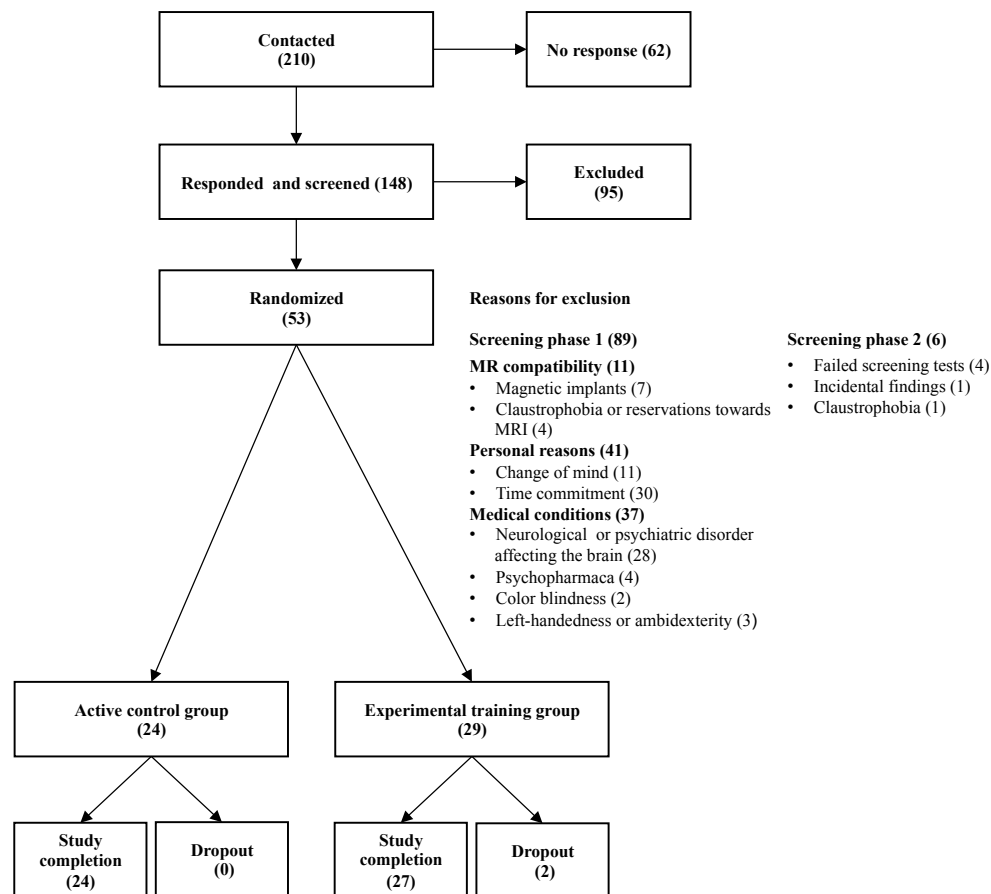 Contacted
(210)
No response (62)
Responded and screened (148)
Excluded
(95)
Randomized
(53)
Reasons for exclusion
Screening phase 1 (89)
MR compatibility (11)
• Magnetic implants (7)
• Claustrophobia or reservations towards
MRI (4)
Personal reasons (41)
• Change of mind (11)
• Time commitment (30)
Medical conditions (37)
• Neurological or psychiatric disorder
affecting the brain (28)
• Psychopharmaca (4)
• Color blindness (2)
• Left-handedness or ambidexterity (3)
Screening phase 2 (6)
• Failed screening tests (4)
• Incidental findings (1)
• Claustrophobia (1)
Active control group
(24)
Experimental training group
(29)
Study
completion
(24)
Dropout
(0)
Study
completion
(27)
Dropout
(2)